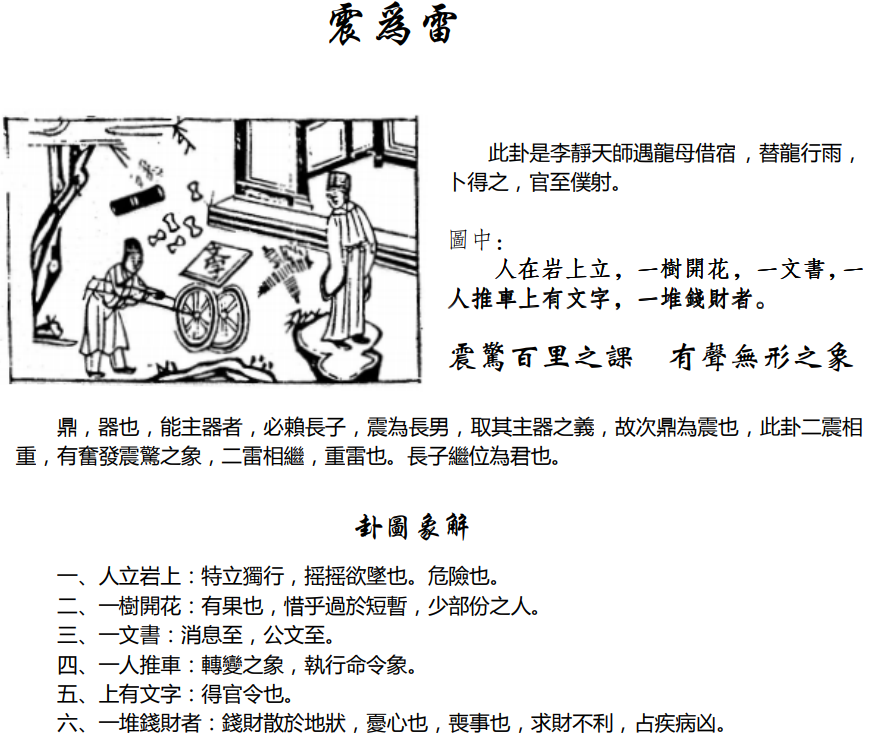 震為雷
此卦是李靜天師遇龍母借宿，替龍行雨，
卜得之，官至僕射。
圖中：
人在岩上立，一樹開花，一文書，一
人推車上有文字，一堆錢財者。
震驚百里之課　有聲無形之象
鼎，器也，能主器者，必賴長子，震為長男，取其主器之義，故次鼎為震也，此卦二震相
重，有奮發震驚之象，二雷相繼，重雷也。長子繼位為君也。
卦圖象解
一、人立岩上：特立獨行，搖搖欲墜也。危險也。
二、一樹開花：有果也，惜乎過於短暫，少部份之人。
三、一文書：消息至，公文至。
四、一人推車：轉變之象，執行命令象。
五、上有文字：得官令也。
六、一堆錢財者：錢財散於地狀，憂心也，喪事也，求財不利，占疾病凶。